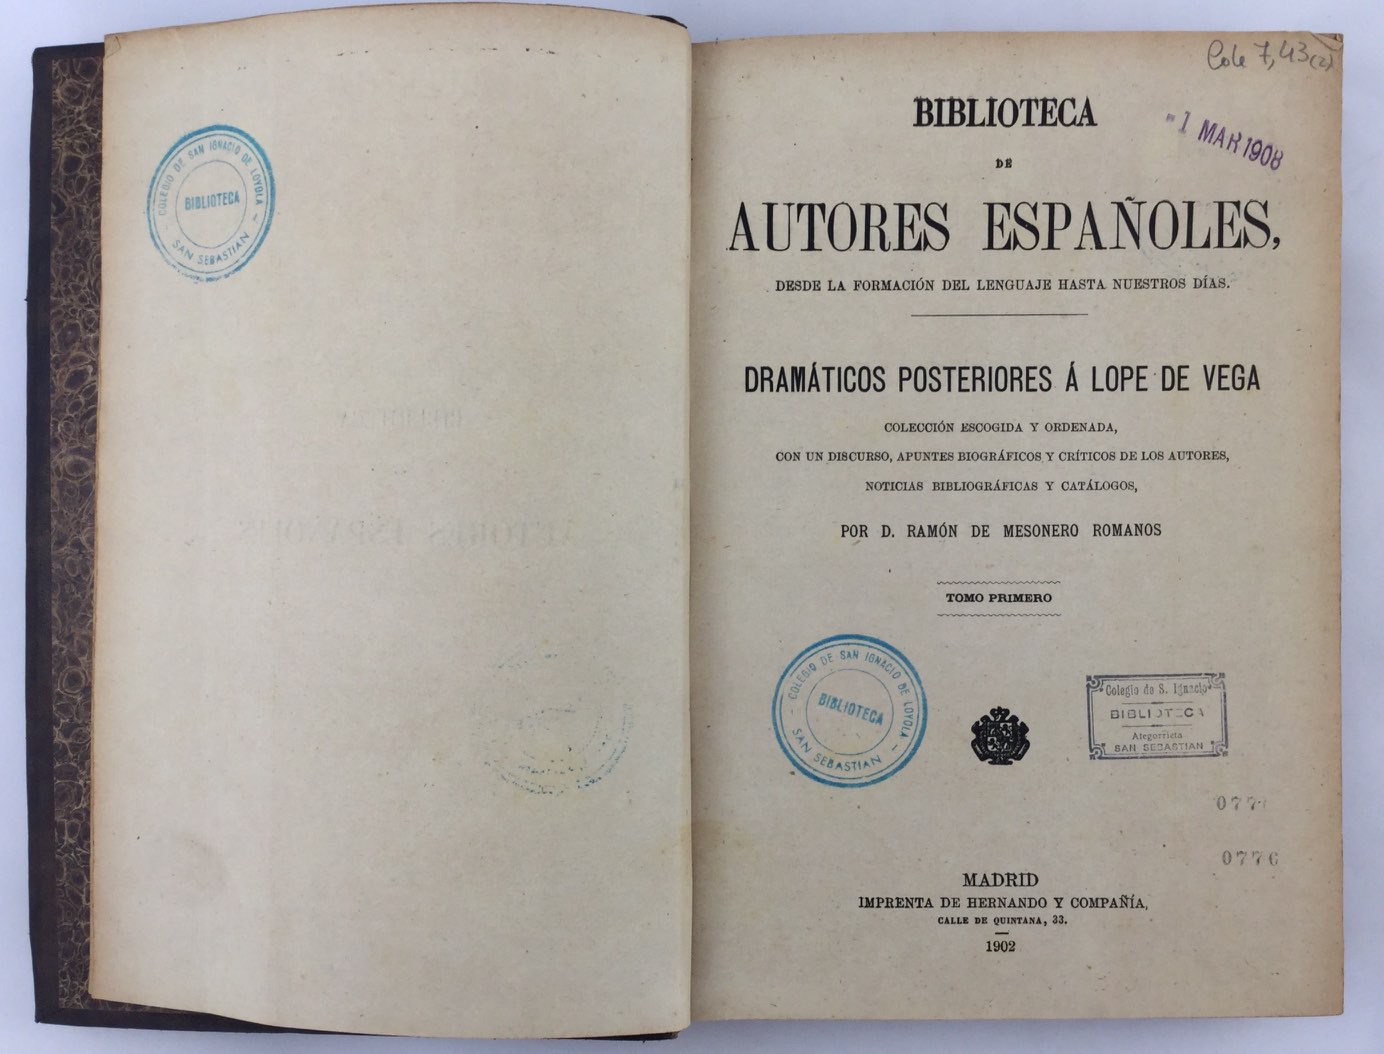 COLEGIO DE SAN IGNACIO DE LOYOLA
BIBLIOTECA
SAN SEBASTIAN
Cole 7,43(2)
-1 MAR 1908
BIBLIOTECA
DE
AUTORES ESPAÑOLES,
DESDE LA FORMACIÓN DEL LENGUAJE HASTA NUESTROS DÍAS.
DRAMÁTICOS POSTERIORES Á LOPE DE VEGA
COLECCIÓN ESCOGIDA Y ORDENADA,
CON UN DISCURSO, APUNTES BIOGRÁFICOS Y CRÍTICOS DE LOS AUTORES,
NOTICIAS BIBLIOGRÁFICAS Y CATÁLOGOS,
POR D. RAMÓN DE MESONERO ROMANOS
TOMO PRIMERO
COLEGIO DE SAN IGNACIO DE LOYOLA
BIBLIOTECA
SAN SEBASTIAN
Colegio de S. Ignacio
BIBLIOTECA
Ategorrieta
SAN SEBASTIAN
MADRID
IMPRENTA DE HERNANDO Y COMPAÑÍA,
CALLE DE QUINTANA, 33.
1902